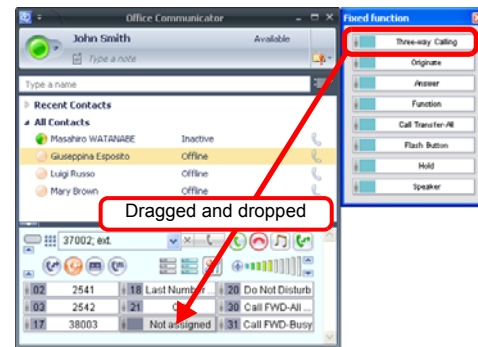 Office Communicator
John Smith
Available
Type a note
Type a name
Recent Contacts
All Contacts
Masahiro WATANABE Inactive
Giuseppina Esposito Offline
Luigi Russo Offline
Mary Brown Offline
Dragged and dropped
37002; ext.
02 2541 18 Last Number... 20 Do Not Disturb
03 2542 21 30 Call FWD-All ...
17 38003 Not assigned 31 Call FWD-Busy
Fixed function
Three-way Calling
Originate
Answer
Function
Call Transfer-All
Flash Button
Hold
Speaker